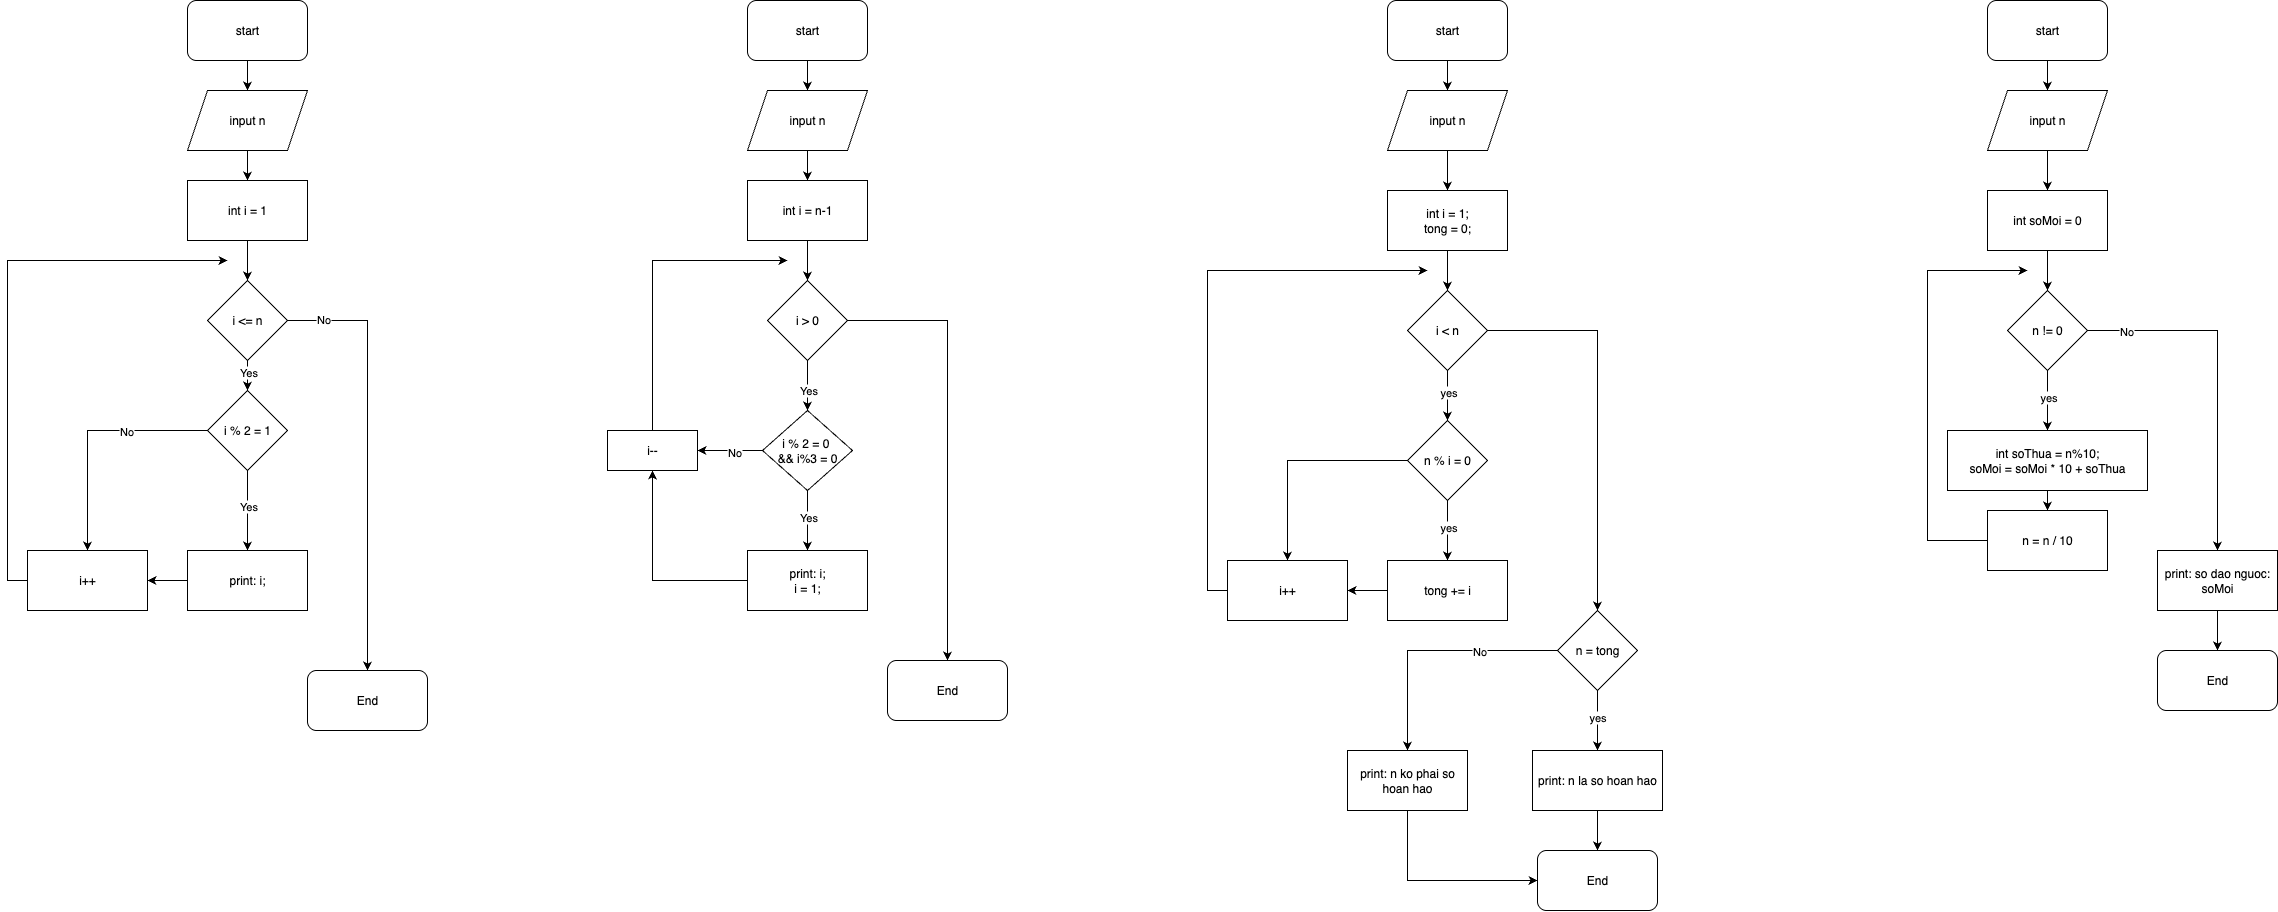 start
input n
int i = 1
i <= n
No
Yes
i % 2 = 1
No
Yes
i++
print: i;
End
start
input n
int i = n-1
i > 0
Yes
i--
No
i % 2 = 0
&& i%3 = 0
Yes
print: i;
i = 1;
End
start
input n
int i = 1;
tong = 0;
i < n
yes
n % i = 0
yes
i++
tong += i
n = tong
No
yes
print: n ko phai so
hoan hao
print: n la so hoan hao
End
start
input n
int soMoi = 0
n != 0
No
yes
int soThua = n%10;
soMoi = soMoi * 10 + soThua
n = n / 10
print: so dao nguoc:
soMoi
End